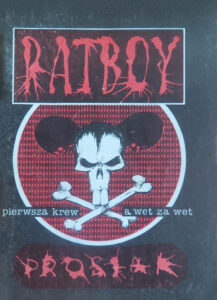 RATBOY
pierwsza krew a wet za wet
PROSIAK